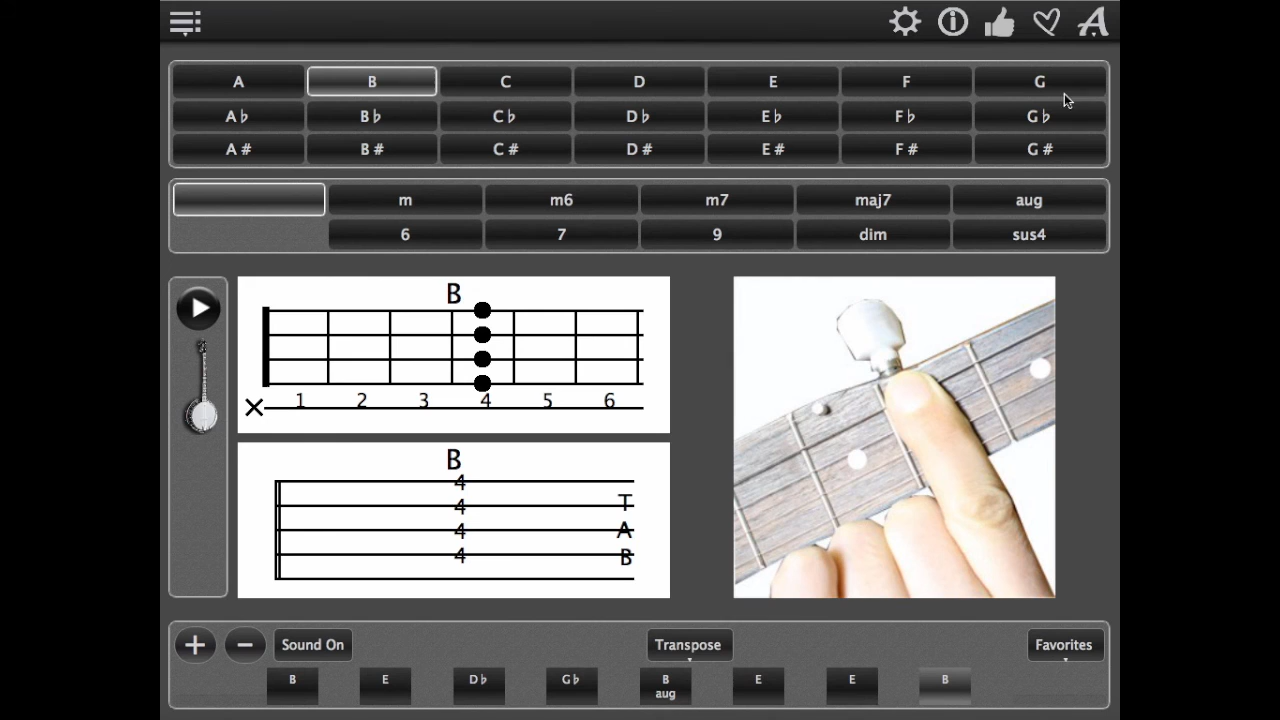 A B C D E F G
A♭ B♭ C♭ D♭ E♭ F♭ G♭
A# B# C# D# E# F# G#
m m6 m7 maj7 aug
6 7 9 dim sus4
B
1 2 3 4 5 6
×
B
4
4
4
4
T
A
B
+ − Sound On Transpose Favorites
B E D♭ G♭ B aug E E B